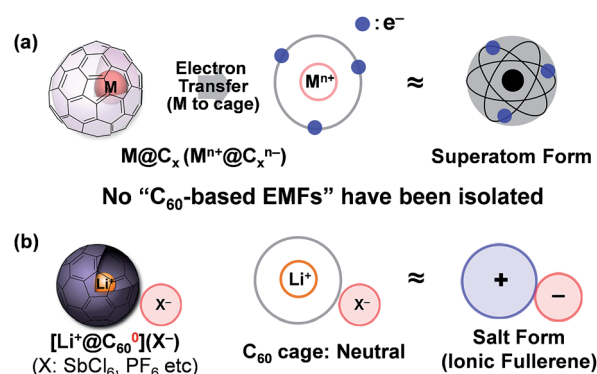 (a)
: e⁻
M
Electron
Transfer
(M to cage)
Mⁿ⁺
≈
M@Cₓ (Mⁿ⁺@Cₓⁿ⁻)
Superatom Form
No “C₆₀-based EMFs” have been isolated
(b)
Li⁺
X⁻
Li⁺
X⁻
≈
+
−
[Li⁺@C₆₀⁰](X⁻)
(X: SbCl₆, PF₆ etc)
C₆₀ cage: Neutral
Salt Form
(Ionic Fullerene)